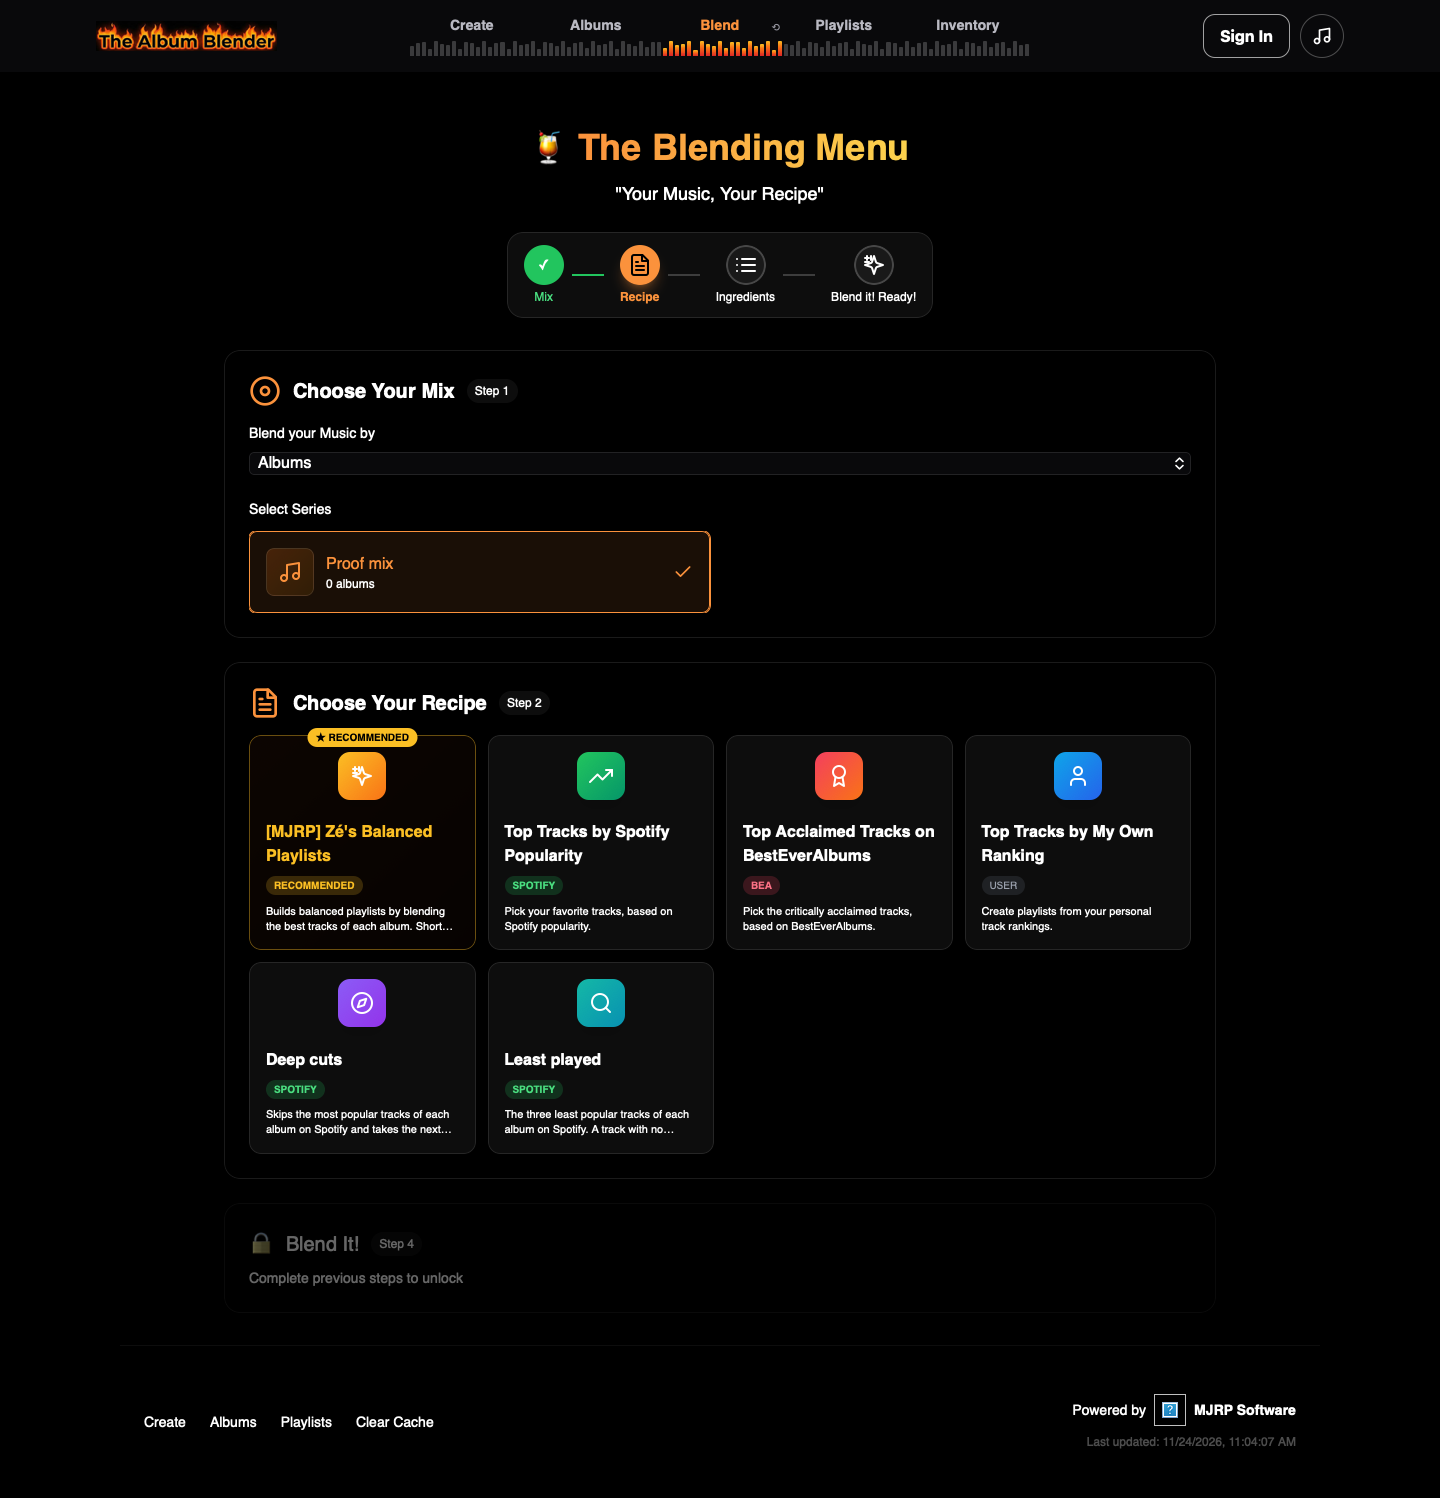 The Album Blender
Create
Albums
Blend
Playlists
Inventory
Sign In
The Blending Menu
"Your Music, Your Recipe"
Mix
Recipe
Ingredients
Blend it! Ready!
Choose Your Mix
Step 1
Blend your Music by
Albums
Select Series
Proof mix
0 albums
Choose Your Recipe
Step 2
★ RECOMMENDED
[MJRP] Zé's Balanced
Playlists
RECOMMENDED
Builds balanced playlists by blending
the best tracks of each album. Short...
Top Tracks by Spotify
Popularity
SPOTIFY
Pick your favorite tracks, based on
Spotify popularity.
Top Acclaimed Tracks on
BestEverAlbums
BEA
Pick the critically acclaimed tracks,
based on BestEverAlbums.
Top Tracks by My Own
Ranking
USER
Create playlists from your personal
track rankings.
Deep cuts
SPOTIFY
Skips the most popular tracks of each
album on Spotify and takes the next...
Least played
SPOTIFY
The three least popular tracks of each
album on Spotify. A track with no...
Blend It!
Step 4
Complete previous steps to unlock
Create
Albums
Playlists
Clear Cache
Powered by
MJRP Software
Last updated: 11/24/2026, 11:04:07 AM